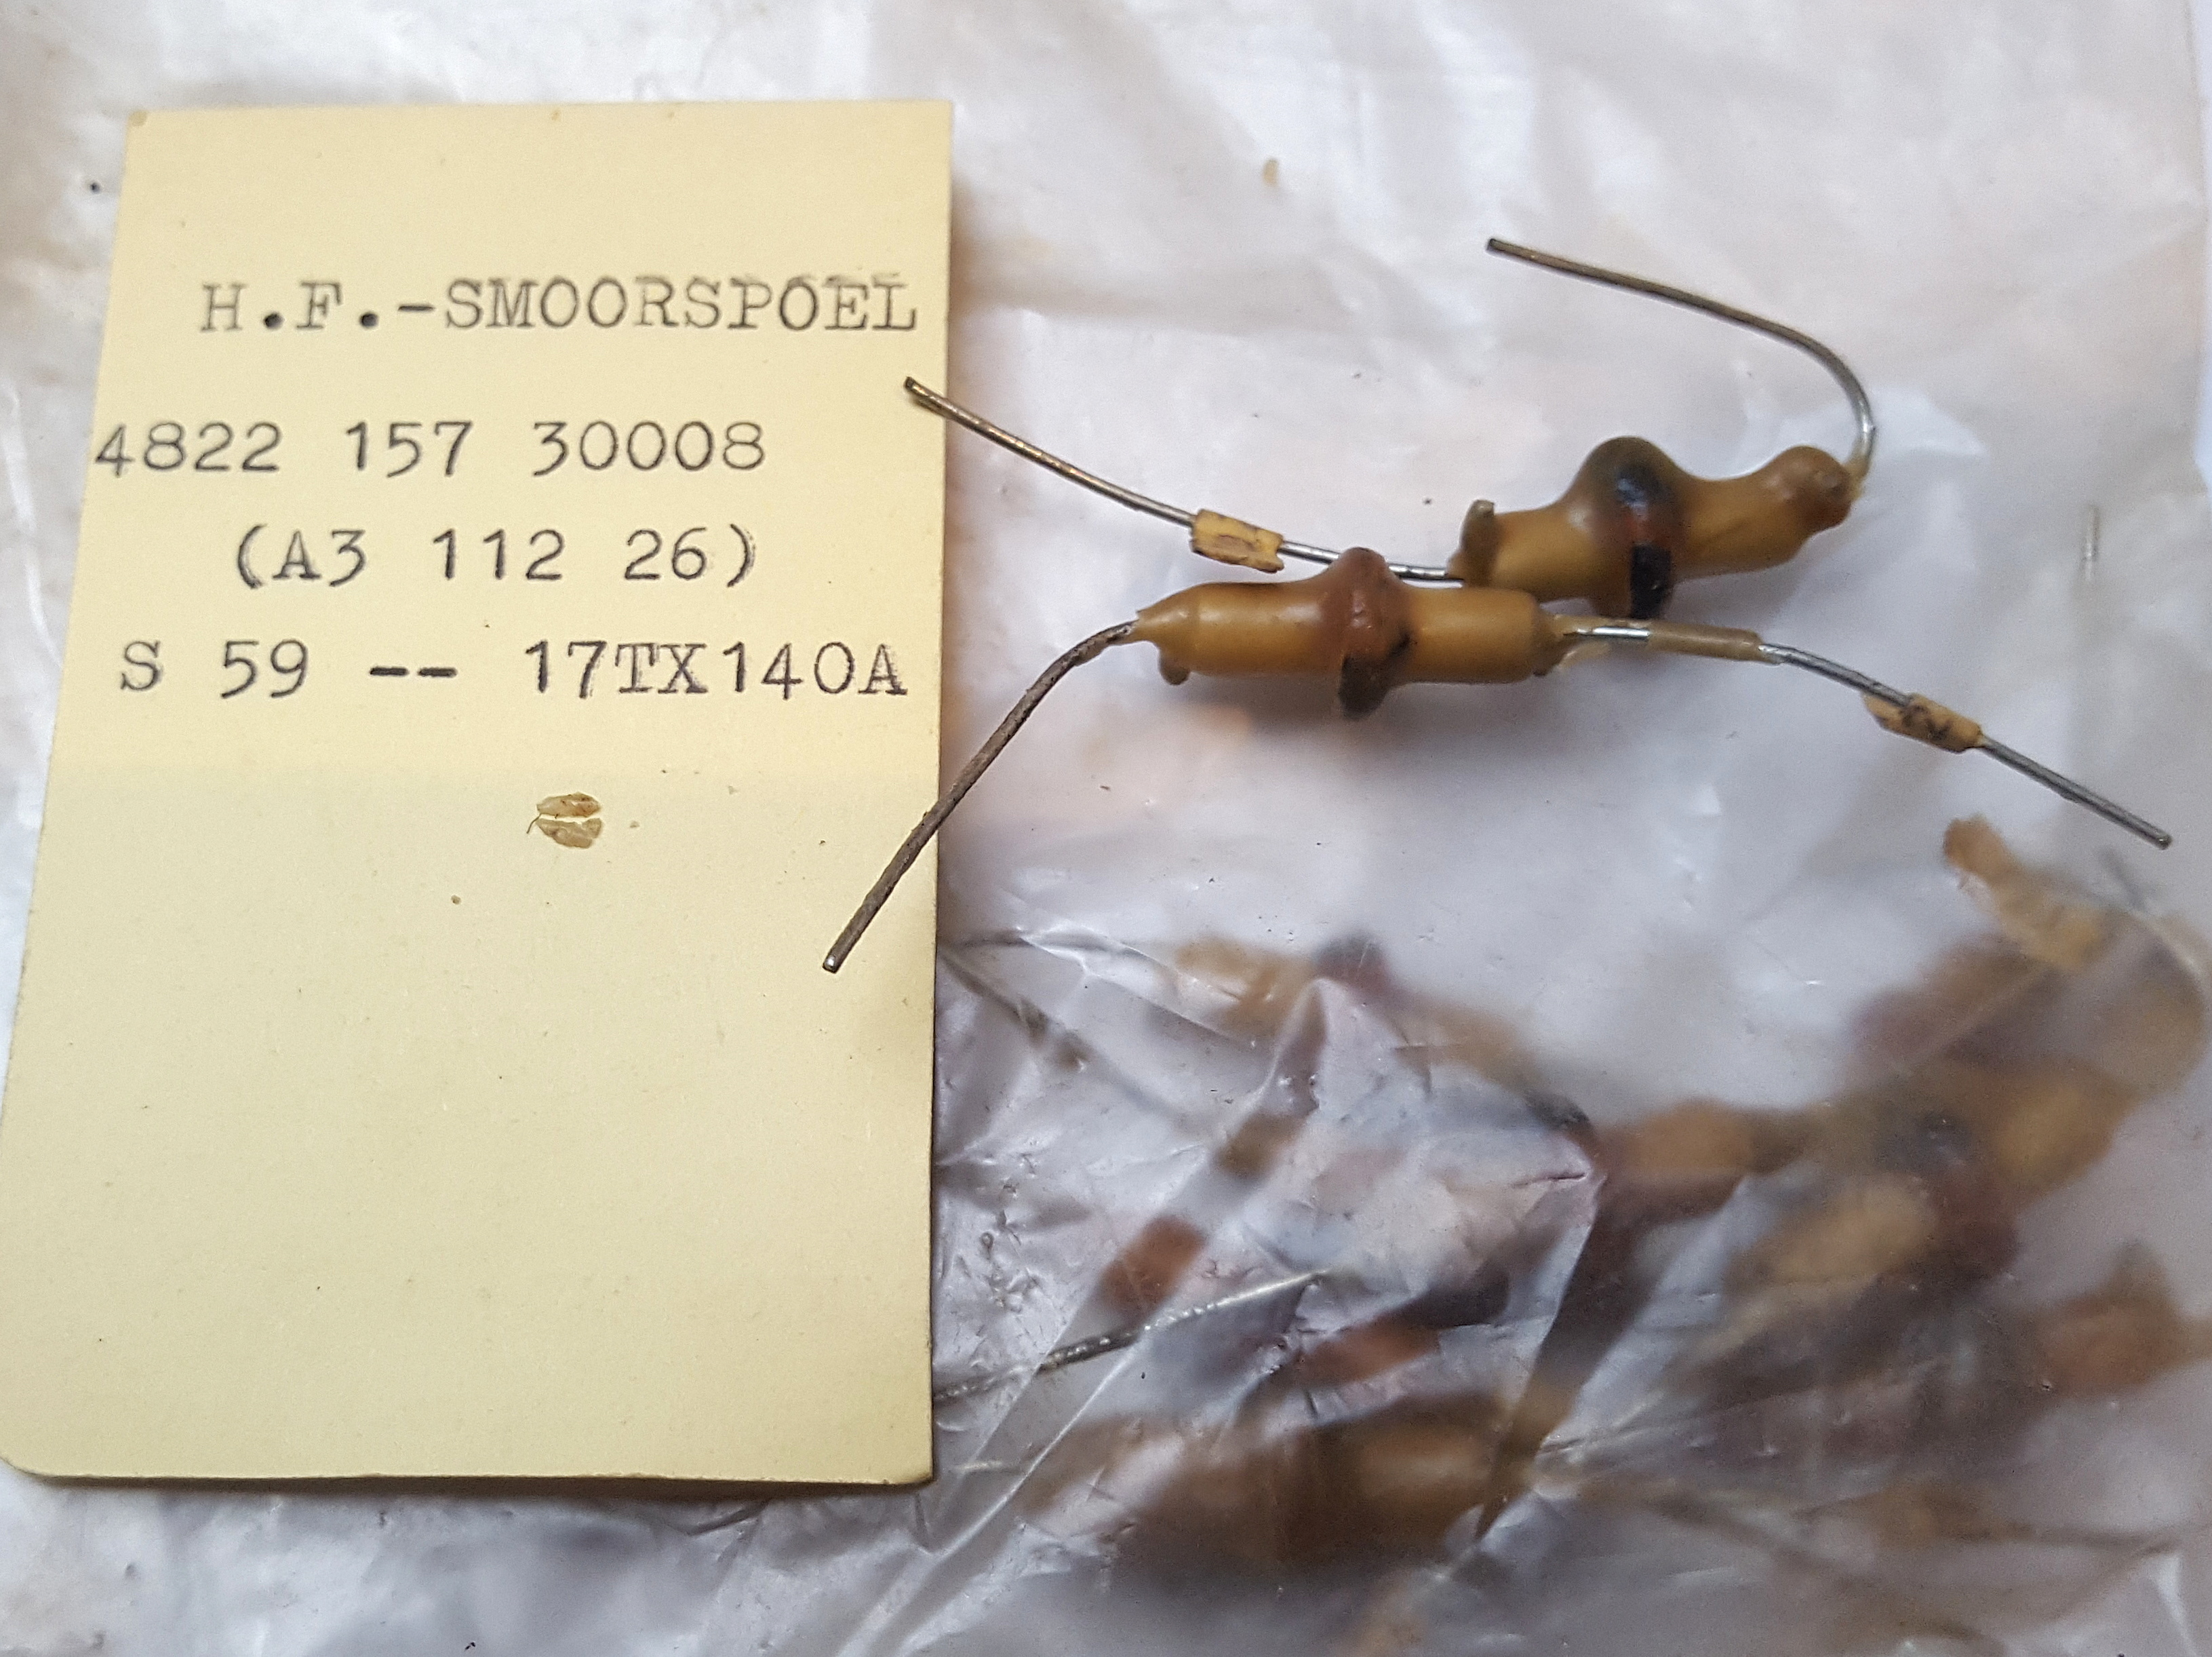 H.F.-SMOORSPOEL
4822 157 30008
(A3 112 26)
S 59 -- 17TX140A